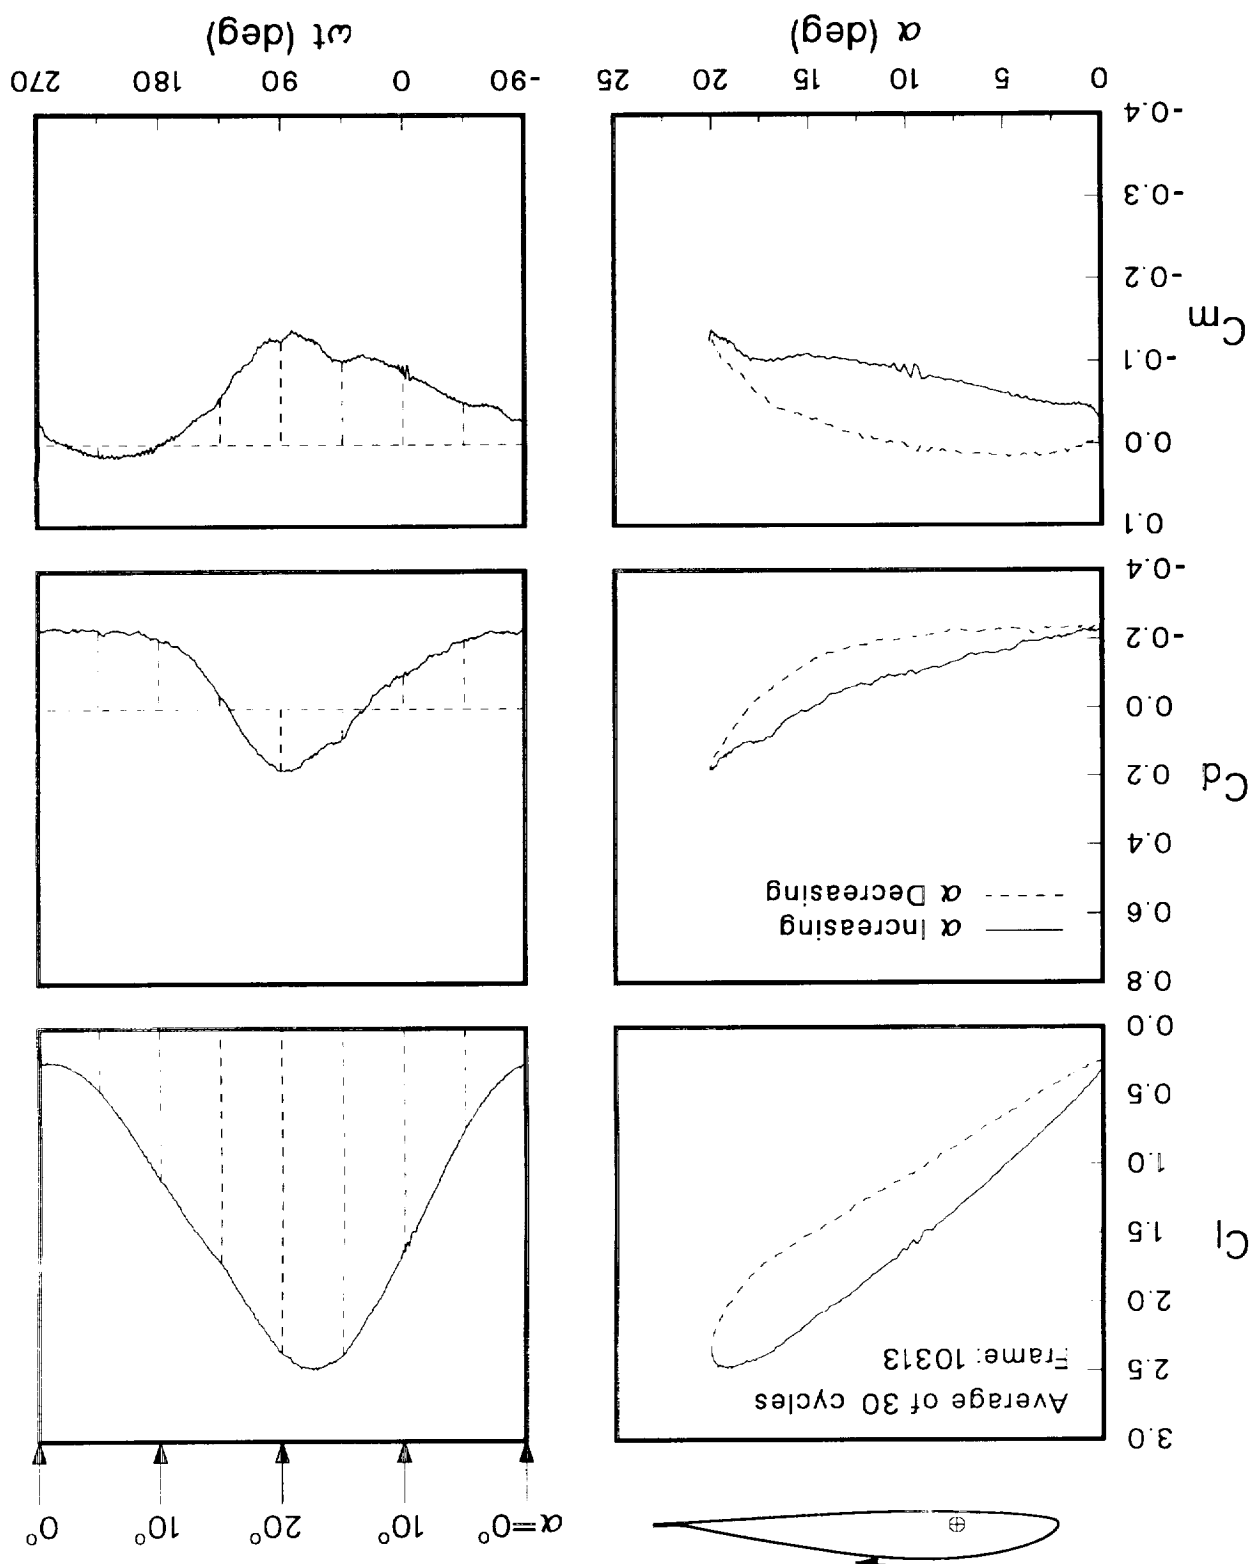 α=0° 10° 20° 10° 0°
Average of 30 cycles
Frame: 10313
C_l
3.0
2.5
2.0
1.5
1.0
0.5
0.0
α Increasing
α Decreasing
C_d
0.8
0.6
0.4
0.2
0.0
-0.2
-0.4
C_m
0.1
0.0
-0.1
-0.2
-0.3
-0.4
0 5 10 15 20 25
α (deg)
-90 0 90 180 270
ωt (deg)